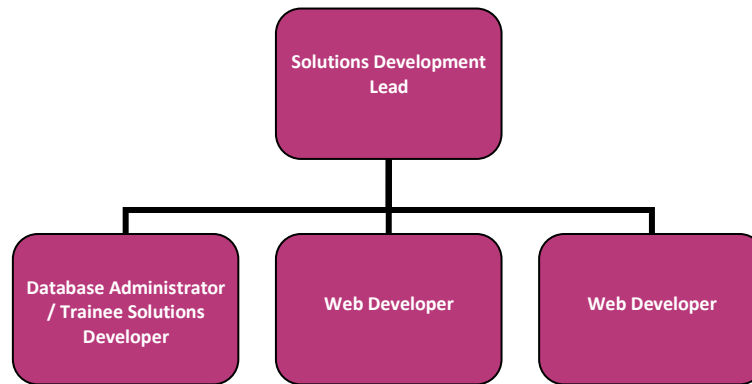 Solutions Development
Lead
Database Administrator
/ Trainee Solutions
Developer
Web Developer
Web Developer